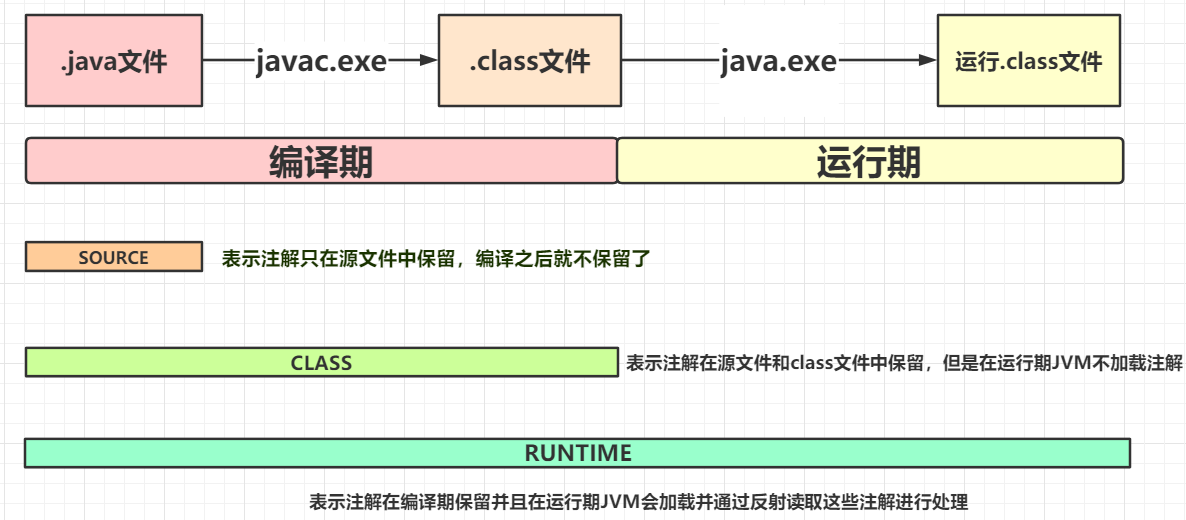 .java文件 javac.exe .class文件 java.exe 运行.class文件
编译期 运行期
SOURCE 表示注解只在源文件中保留，编译之后就不保留了
CLASS 表示注解在源文件和class文件中保留，但是在运行期JVM不加载注解
RUNTIME
表示注解在编译期保留并且在运行期JVM会加载并通过反射读取这些注解进行处理